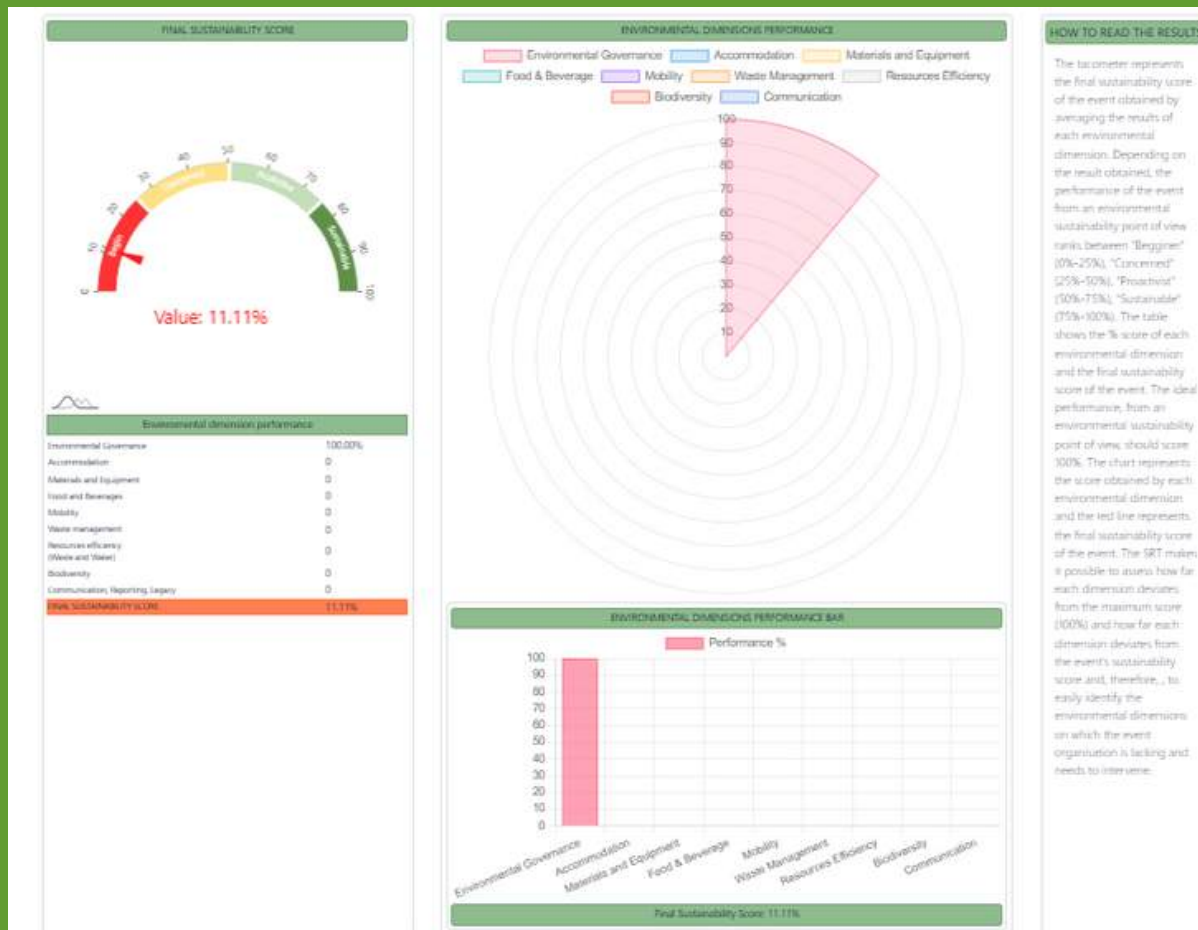 FINAL SUSTAINABILITY SCORE
0
10
20
30
40
50
60
70
80
90
100
Begin
Sustainable
Value: 11.11%
Environmental dimension performance
Environmental Governance 100.00%
Accommodation 0
Materials and Equipment 0
Food and Beverages 0
Mobility 0
Waste management 0
Resources efficiency
(Waste and Water) 0
Biodiversity 0
Communication, Reporting, Legacy 0
FINAL SUSTAINABILITY SCORE 11.11%
ENVIRONMENTAL DIMENSIONS PERFORMANCE
Environmental Governance Accommodation Materials and Equipment
Food & Beverage Mobility Waste Management Resources Efficiency
Biodiversity Communication
100
90
80
70
60
50
40
30
20
10
ENVIRONMENTAL DIMENSIONS PERFORMANCE BAR
Performance %
100
90
80
70
60
50
40
30
20
10
0
Environmental Governance
Accommodation
Materials and Equipment
Food & Beverage
Mobility
Waste Management
Resources Efficiency
Biodiversity
Communication
Final Sustainability Score: 11.11%
HOW TO READ THE RESULTS
The tacometer represents
the final sustainability score
of the event obtained by
averaging the results of
each environmental
dimension. Depending on
the result obtained, the
performance of the event
from an environmental
sustainability point of view
ranks between "Begginer"
(0%-25%), "Concerned"
(25%-50%), "Proactivist"
(50%-75%), "Sustainable"
(75%-100%). The table
shows the % score of each
environmental dimension
and the final sustainability
score of the event. The ideal
performance, from an
environmental sustainability
point of view, should score
100%. The chart represents
the score obtained by each
environmental dimension
and the red line represents
the final sustainability score
of the event. The SRT makes
it possible to assess how far
each dimension deviates
from the maximum score
(100%) and how far each
dimension deviates from
the event's sustainability
score and, therefore, , to
easily identify the
environmental dimensions
on which the event
organisation is lacking and
needs to intervene.